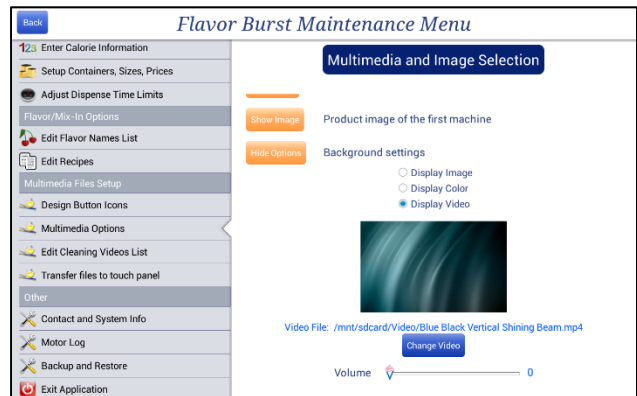 Back
Flavor Burst Maintenance Menu
123 Enter Calorie Information
Setup Containers, Sizes, Prices
Adjust Dispense Time Limits
Flavor/Mix-In Options
Edit Flavor Names List
Edit Recipes
Multimedia Files Setup
Design Button Icons
Multimedia Options
Edit Cleaning Videos List
Transfer files to touch panel
Other
Contact and System Info
Motor Log
Backup and Restore
Exit Application
Multimedia and Image Selection
Show Image
Product image of the first machine
Hide Options
Background settings
Display Image
Display Color
Display Video
Video File: /mnt/sdcard/Video/Blue Black Vertical Shining Beam.mp4
Change Video
Volume 0